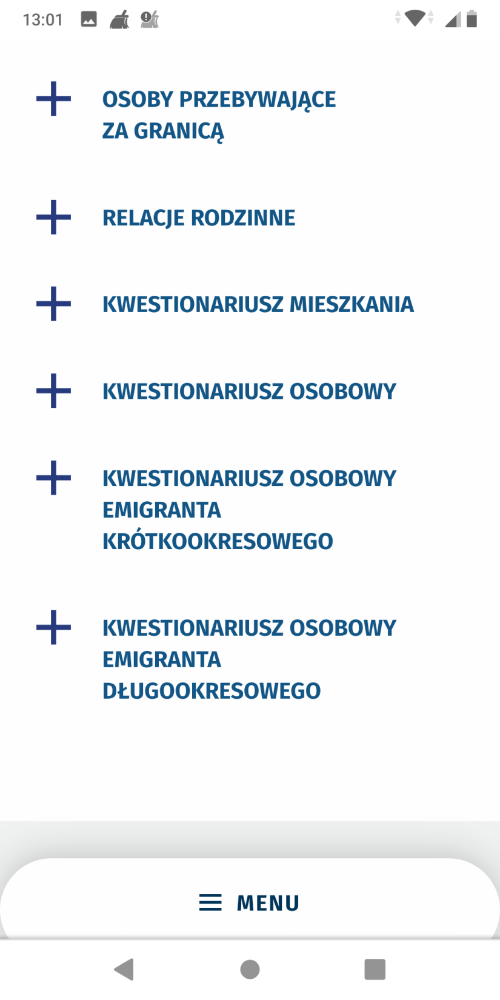 13:01
OSOBY PRZEBYWAJĄCE
ZA GRANICĄ
RELACJE RODZINNE
KWESTIONARIUSZ MIESZKANIA
KWESTIONARIUSZ OSOBOWY
KWESTIONARIUSZ OSOBOWY
EMIGRANTA
KRÓTKOOKRESOWEGO
KWESTIONARIUSZ OSOBOWY
EMIGRANTA
DŁUGOOKRESOWEGO
MENU